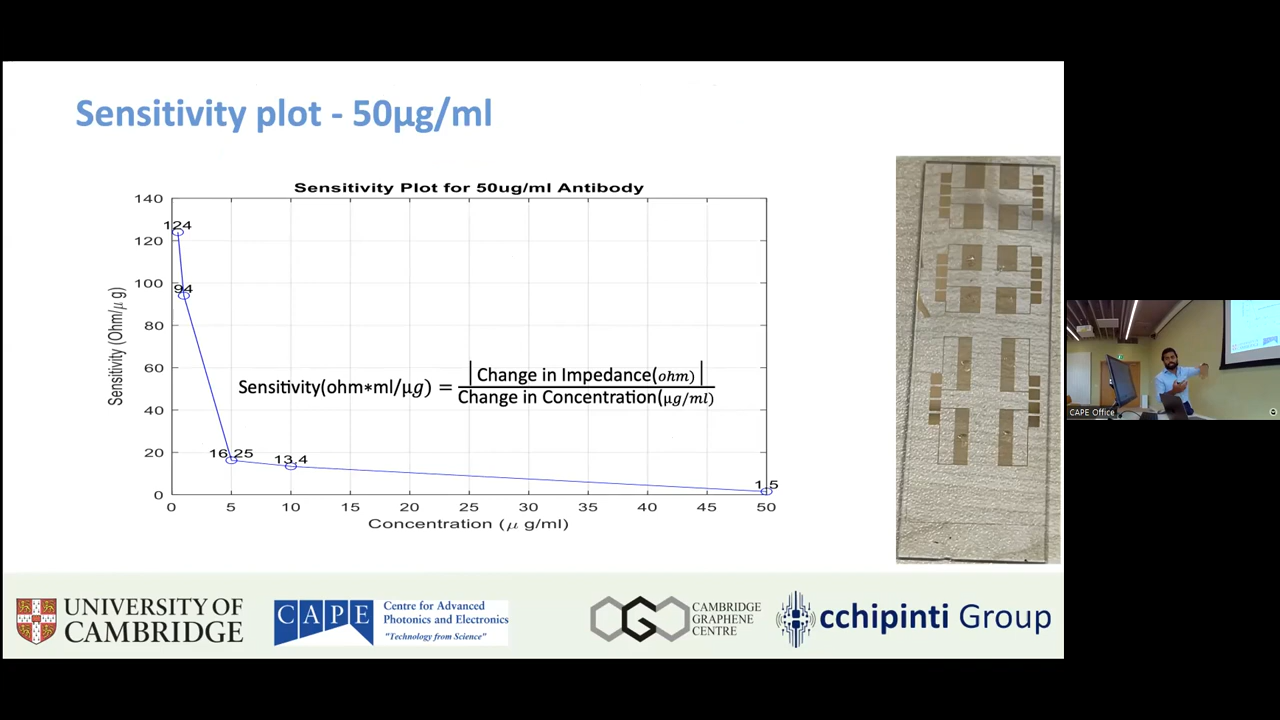 Sensitivity plot - 50µg/ml
Sensitivity Plot for 50ug/ml Antibody
140
120
100
80
60
40
20
0
Sensitivity (Ohm/μ g)
124
94
16.25
13.4
1.5
Sensitivity(ohm*ml/µg) = |Change in Impedance(ohm)|
Change in Concentration(µg/ml)
0 5 10 15 20 25 30 35 40 45 50
Concentration (μ g/ml)
UNIVERSITY OF
CAMBRIDGE
CAPE
Centre for Advanced
Photonics and Electronics
"Technology from Science"
CAMBRIDGE
GRAPHENE
CENTRE
cchipinti Group
CAPE Office